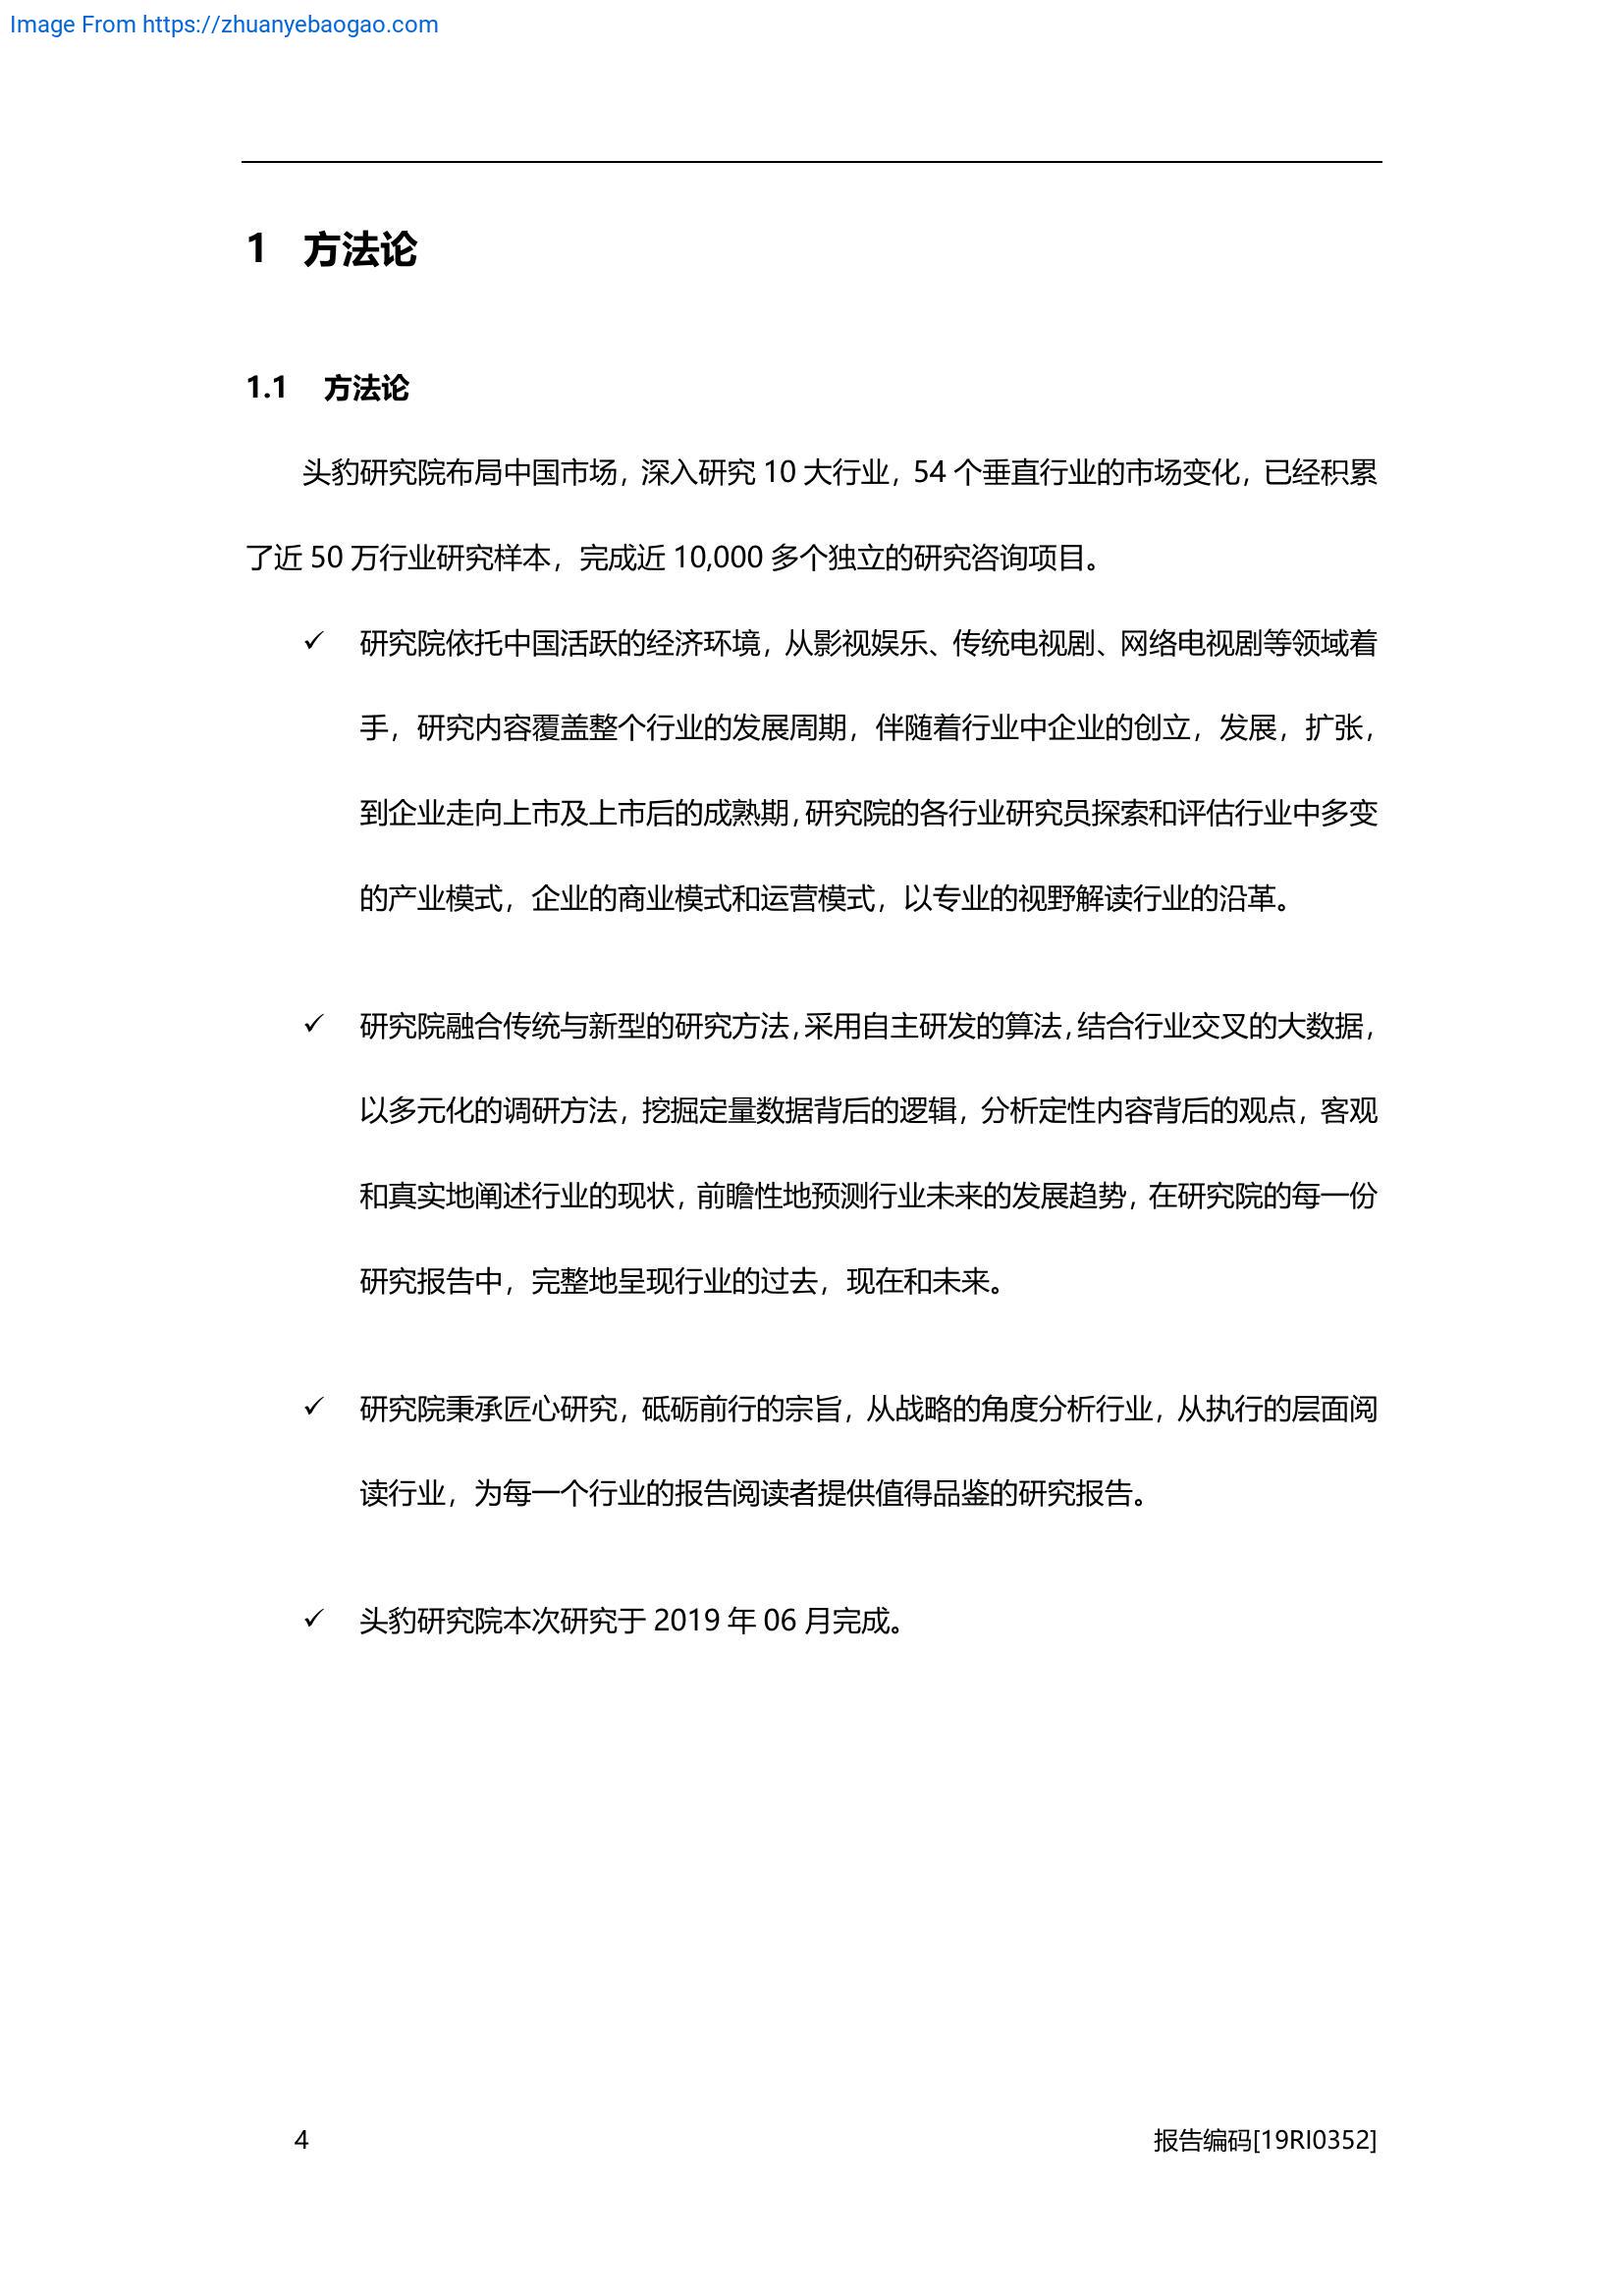 Image From https://zhuanyebaogao.com
1 方法论
1.1 方法论
头豹研究院布局中国市场，深入研究 10 大行业，54 个垂直行业的市场变化，已经积累
了近 50 万行业研究样本，完成近 10,000 多个独立的研究咨询项目。
✓ 研究院依托中国活跃的经济环境，从影视娱乐、传统电视剧、网络电视剧等领域着
手，研究内容覆盖整个行业的发展周期，伴随着行业中企业的创立，发展，扩张，
到企业走向上市及上市后的成熟期，研究院的各行业研究员探索和评估行业中多变
的产业模式，企业的商业模式和运营模式，以专业的视野解读行业的沿革。
✓ 研究院融合传统与新型的研究方法，采用自主研发的算法，结合行业交叉的大数据，
以多元化的调研方法，挖掘定量数据背后的逻辑，分析定性内容背后的观点，客观
和真实地阐述行业的现状，前瞻性地预测行业未来的发展趋势，在研究院的每一份
研究报告中，完整地呈现行业的过去，现在和未来。
✓ 研究院秉承匠心研究，砥砺前行的宗旨，从战略的角度分析行业，从执行的层面阅
读行业，为每一个行业的报告阅读者提供值得品鉴的研究报告。
✓ 头豹研究院本次研究于 2019 年 06 月完成。
4 报告编码[19RI0352]